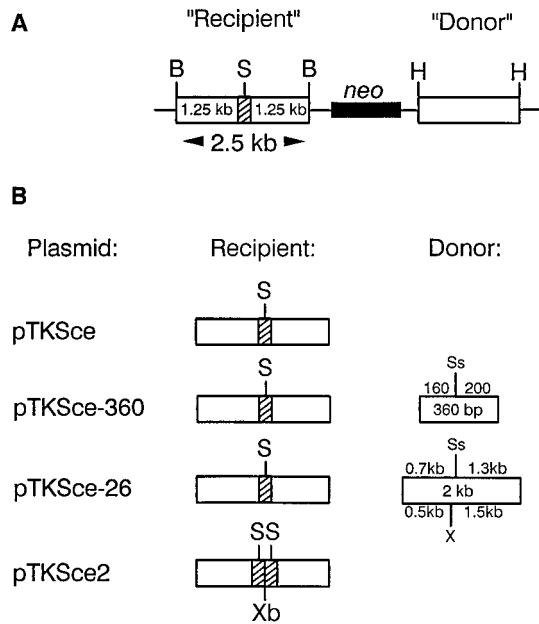 A
"Recipient" "Donor"
B S B H H
neo
1.25 kb 1.25 kb
2.5 kb
B
Plasmid: Recipient: Donor:
S
pTKSce
S Ss
160 200
pTKSce-360 360 bp
S Ss
0.7kb 1.3kb
pTKSce-26 2 kb
0.5kb 1.5kb
X
SS
pTKSce2
Xb